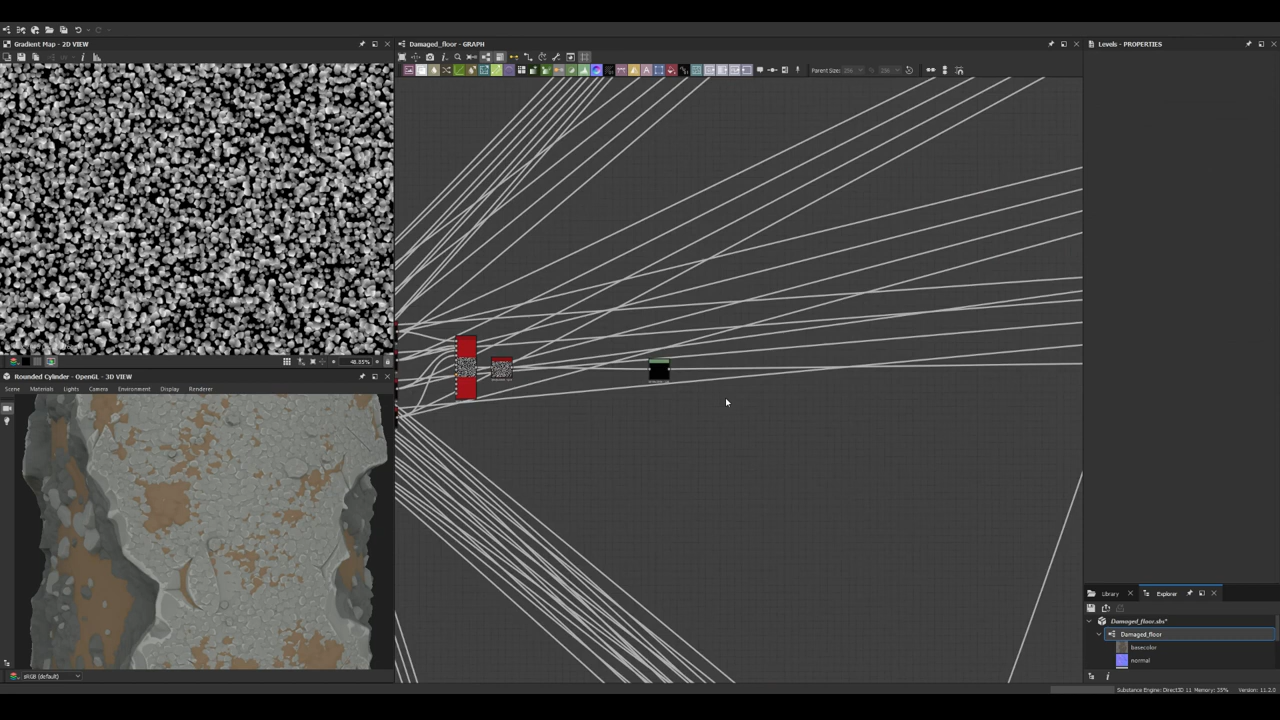 Gradient Map - 2D VIEW
Damaged_floor - GRAPH
Levels - PROPERTIES
Parent Size:
48.85%
Rounded Cylinder - OpenGL - 3D VIEW
Scene Materials Lights Camera Environment Display Renderer
Library
Explorer
Damaged_floor.sbs*
Damaged_floor
basecolor
normal
sRGB (default)
Substance Engine: Direct3D 11 Memory: 35% Version: 11.2.0